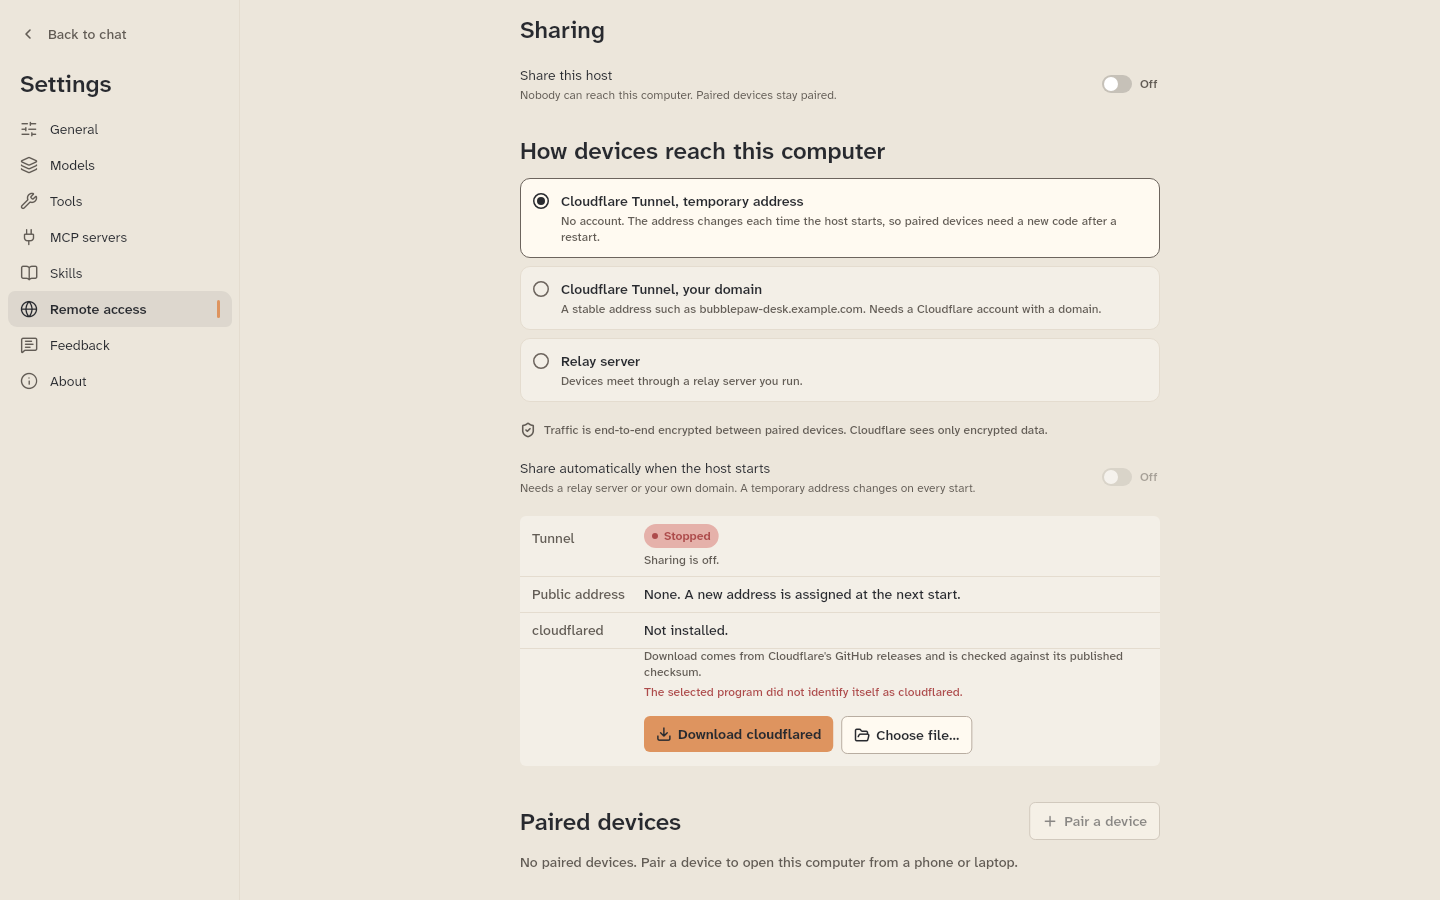 Back to chat
Settings
General
Models
Tools
MCP servers
Skills
Remote access
Feedback
About
Sharing
Share this host
Nobody can reach this computer. Paired devices stay paired.
Off
How devices reach this computer
Cloudflare Tunnel, temporary address
No account. The address changes each time the host starts, so paired devices need a new code after a
restart.
Cloudflare Tunnel, your domain
A stable address such as bubblepaw-desk.example.com. Needs a Cloudflare account with a domain.
Relay server
Devices meet through a relay server you run.
Traffic is end-to-end encrypted between paired devices. Cloudflare sees only encrypted data.
Share automatically when the host starts
Needs a relay server or your own domain. A temporary address changes on every start.
Off
Tunnel
Stopped
Sharing is off.
Public address
None. A new address is assigned at the next start.
cloudflared
Not installed.
Download comes from Cloudflare's GitHub releases and is checked against its published
checksum.
The selected program did not identify itself as cloudflared.
Download cloudflared
Choose file...
Paired devices
Pair a device
No paired devices. Pair a device to open this computer from a phone or laptop.